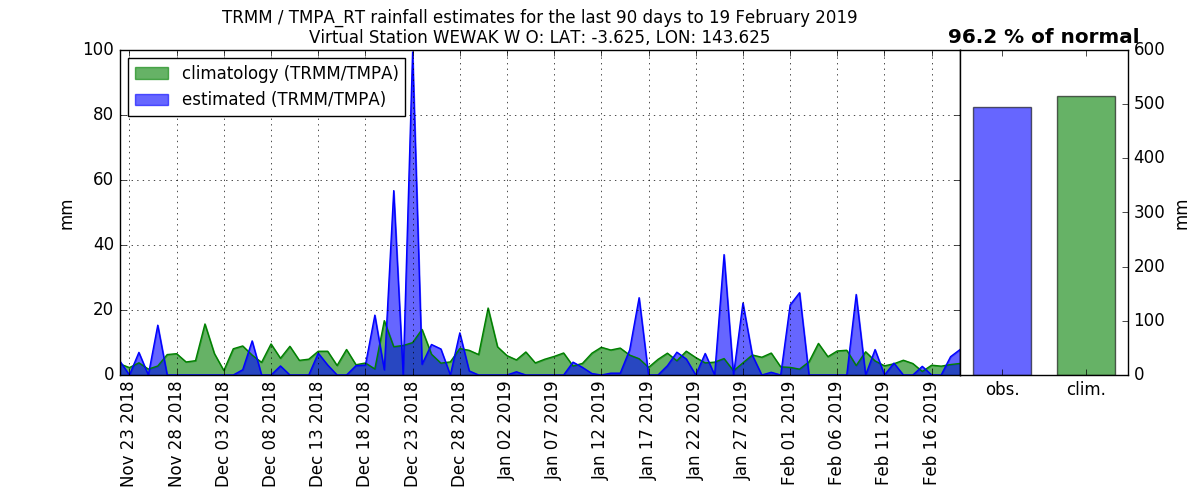 TRMM / TMPA_RT rainfall estimates for the last 90 days to 19 February 2019
Virtual Station WEWAK W O: LAT: -3.625, LON: 143.625
96.2 % of normal
climatology (TRMM/TMPA)
estimated (TRMM/TMPA)
mm
100
80
60
40
20
0
Nov 23 2018
Nov 28 2018
Dec 03 2018
Dec 08 2018
Dec 13 2018
Dec 18 2018
Dec 23 2018
Dec 28 2018
Jan 02 2019
Jan 07 2019
Jan 12 2019
Jan 17 2019
Jan 22 2019
Jan 27 2019
Feb 01 2019
Feb 06 2019
Feb 11 2019
Feb 16 2019
obs.
clim.
600
500
400
300
200
100
0
mm